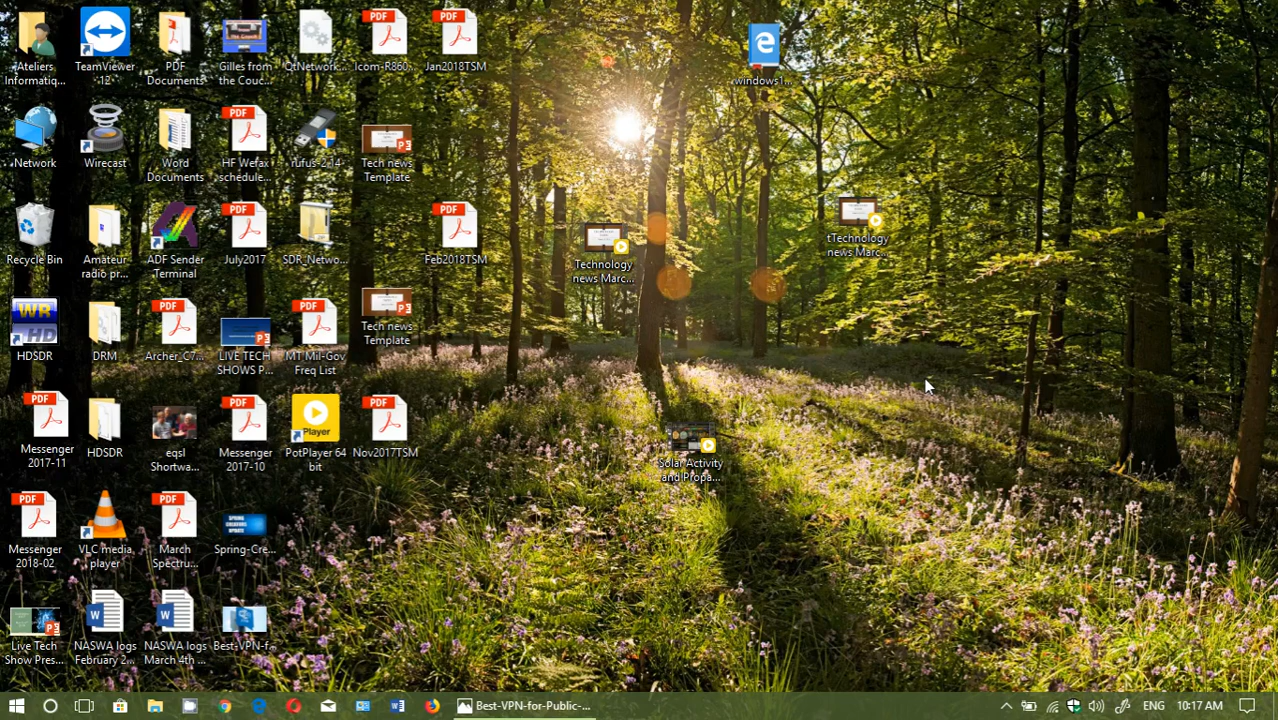 Ateliers
Informatiq...
TeamViewer
12
PDF
Documents
Gilles from
the Couc...
QtNetwork...
PDF
Icom-R860...
PDF
Jan2018TSM
windows1...
Network
Wirecast
Word
Documents
PDF
HF Wefax
schedule...
rufus-2.14
Tech news
Template
Recycle Bin
Amateur
radio pr...
ADF Sender
Terminal
PDF
July2017
SDR_Netwo...
PDF
Feb2018TSM
Technology
news Marc...
tTechnology
news Marc...
WR
HD
HDSDR
DRM
PDF
Archer_C7...
LIVE TECH
SHOWS P...
PDF
M1 Mil-Gov
Freq List
Tech news
Template
PDF
Messenger
2017-11
HDSDR
eqsl
Shortwa...
PDF
Messenger
2017-10
Player
PotPlayer 64
bit
PDF
Nov2017TSM
Solar Activity
and Propa...
PDF
Messenger
2018-02
VLC media
player
PDF
March
Spectru...
SPRING
CREATORS
UPDATE
Spring-Cre...
Live Tech
Show Pres...
NASWA logs
February 2...
NASWA logs
March 4th ...
Best-VPN-f...
Best-VPN-for-Public-...
ENG
10:17 AM